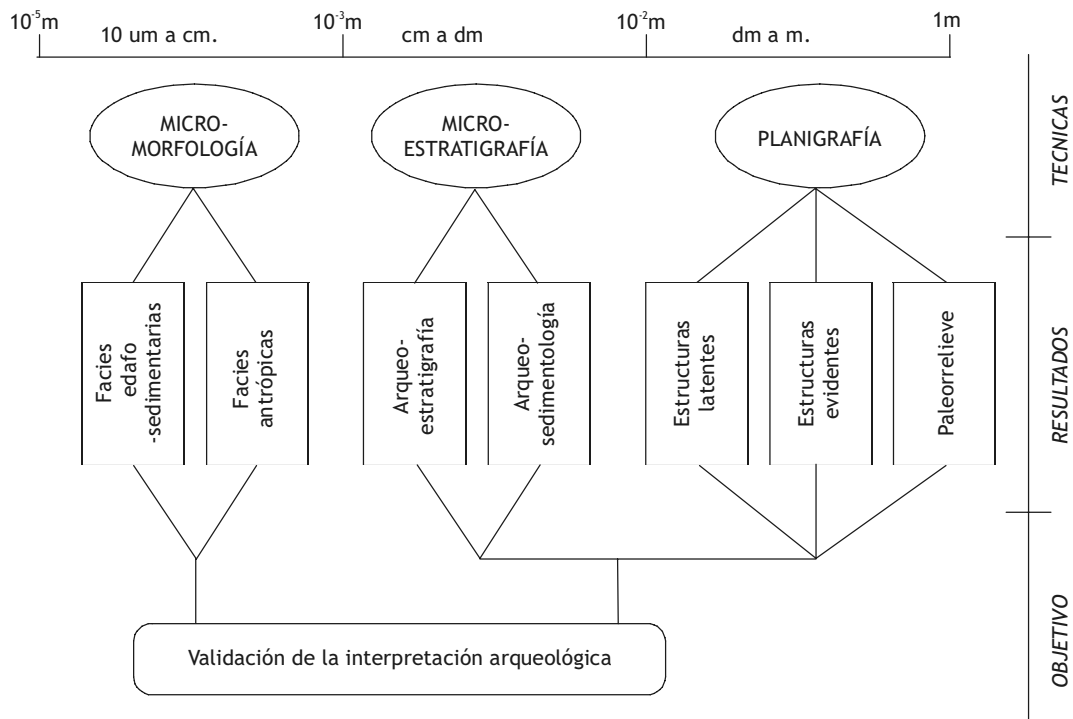 10⁻⁵m
10 um a cm.
10⁻³m
cm a dm
10⁻²m
dm a m.
1m
MICRO-
MORFOLOGÍA
MICRO-
ESTRATIGRAFÍA
PLANIGRAFÍA
TECNICAS
Facies
edafo
-sedimentarias
Facies
antrópicas
Arqueo-
estratigrafía
Arqueo-
sedimentología
Estructuras
latentes
Estructuras
evidentes
Paleorrelieve
RESULTADOS
Validación de la interpretación arqueológica
OBJETIVO